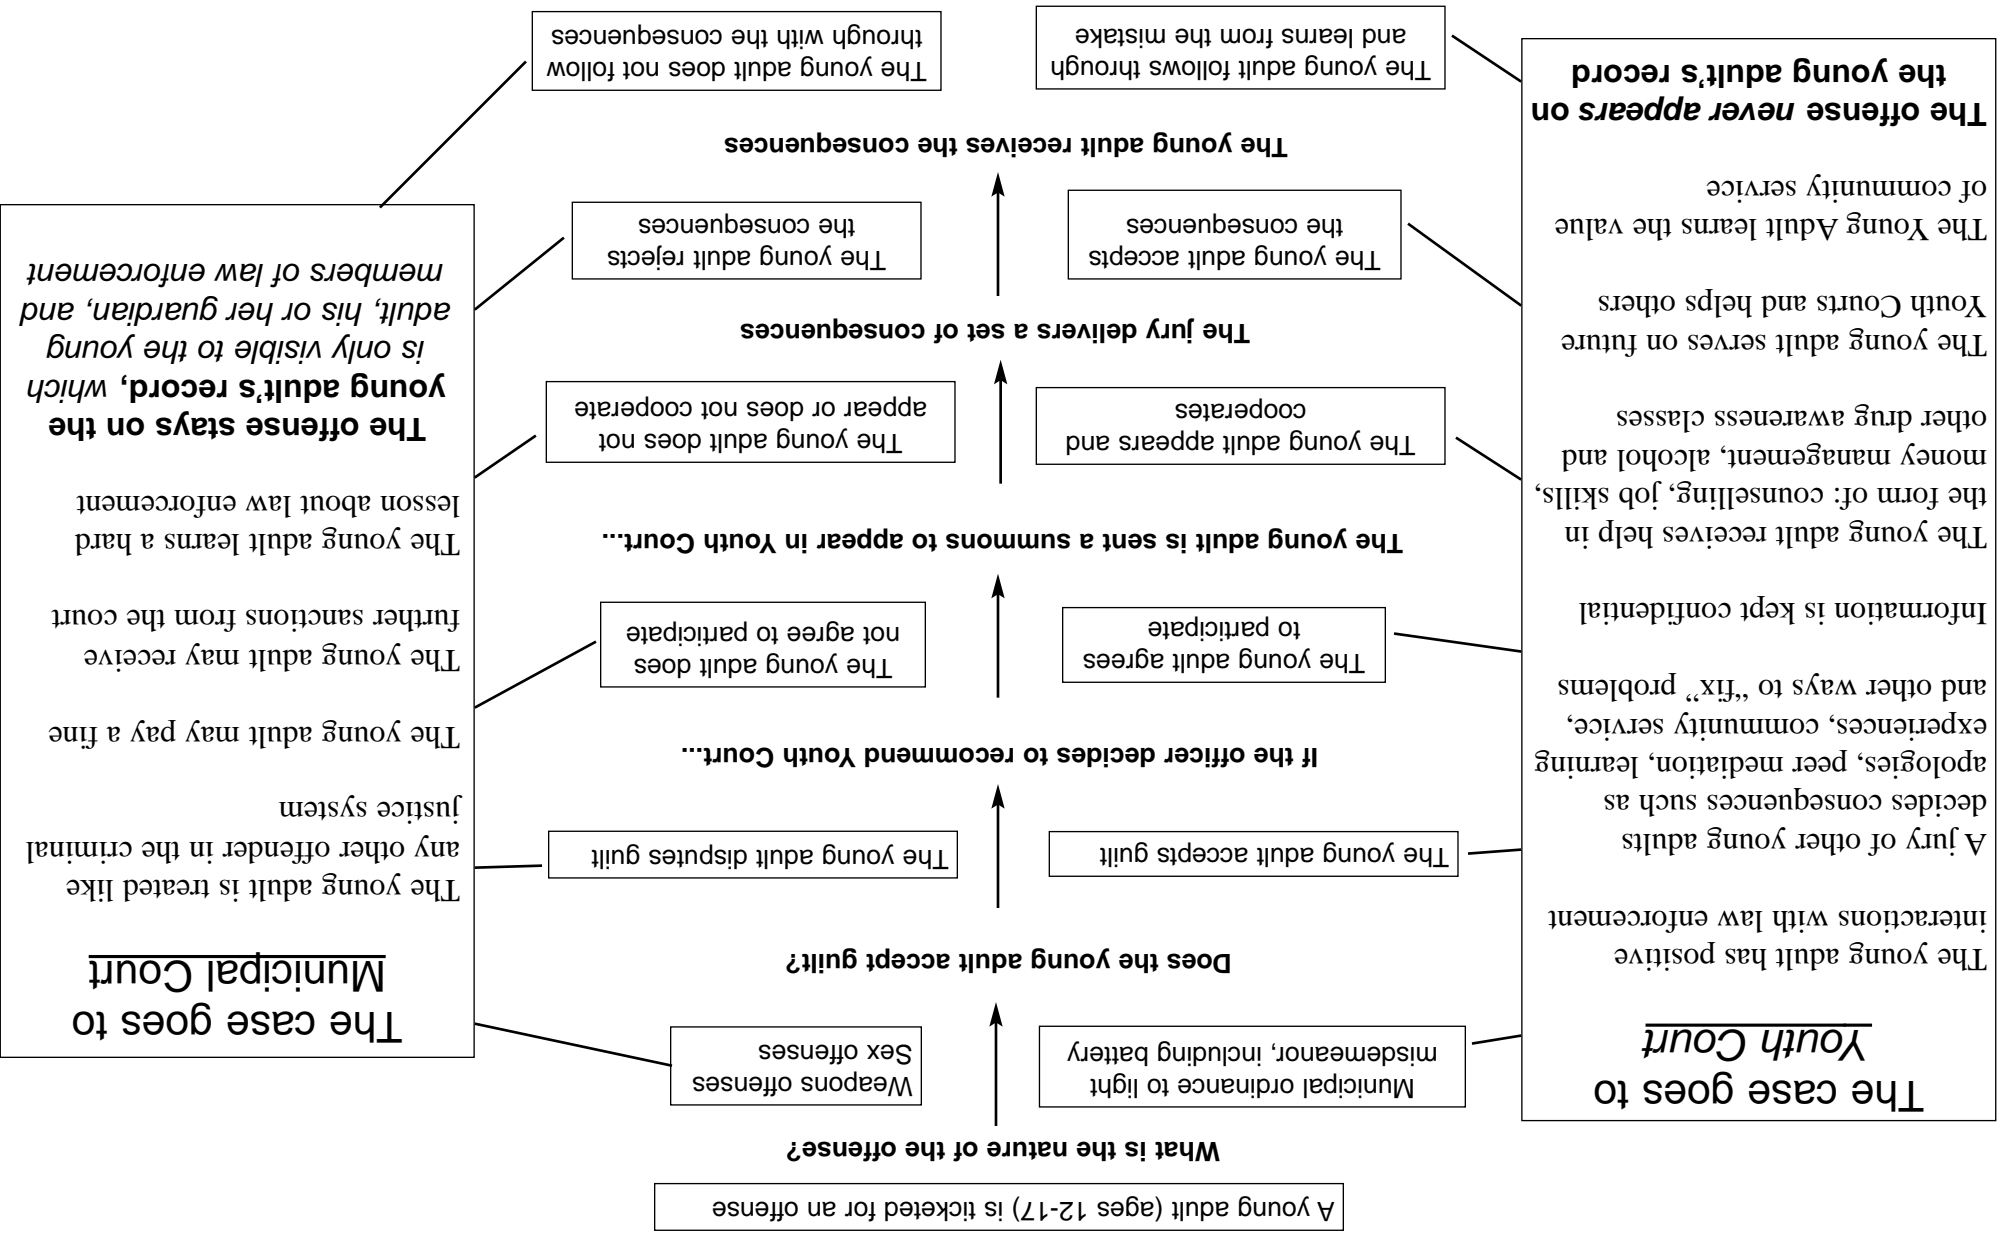 A young adult (ages 12-17) is ticketed for an offense
What is the nature of the offense?
The case goes to
Youth Court
The young adult has positive
interactions with law enforcement
A jury of other young adults
decides consequences such as
apologies, peer mediation, learning
experiences, community service,
and other ways to “fix” problems
Information is kept confidential
The young adult receives help in
the form of: counselling, job skills,
money management, alcohol and
other drug awareness classes
The young adult serves on future
Youth Courts and helps others
The Young Adult learns the value
of community service
The offense never appears on
the young adult’s record
Municipal ordinance to light
misdemeanor, including battery
Weapons offenses
Sex offenses
Does the young adult accept guilt?
The young adult accepts guilt
The young adult disputes guilt
If the officer decides to recommend Youth Court...
The young adult agrees
to participate
The young adult does
not agree to participate
The young adult is sent a summons to appear in Youth Court...
The young adult appears and
cooperates
The young adult does not
appear or does not cooperate
The jury delivers a set of consequences
The young adult accepts
the consequences
The young adult rejects
the consequences
The young adult receives the consequences
The young adult follows through
and learns from the mistake
The young adult does not follow
through with the consequences
The case goes to
Municipal Court
The young adult is treated like
any other offender in the criminal
justice system
The young adult may pay a fine
The young adult may receive
further sanctions from the court
The young adult learns a hard
lesson about law enforcement
The offense stays on the
young adult’s record, which
is only visible to the young
adult, his or her guardian, and
members of law enforcement